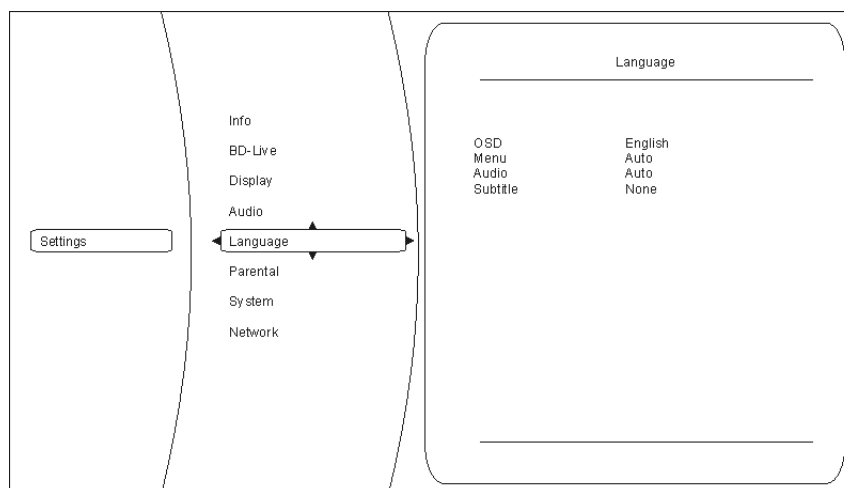 Settings
Info
BD-Live
Display
Audio
Language
Parental
System
Network
Language
OSD English
Menu Auto
Audio Auto
Subtitle None